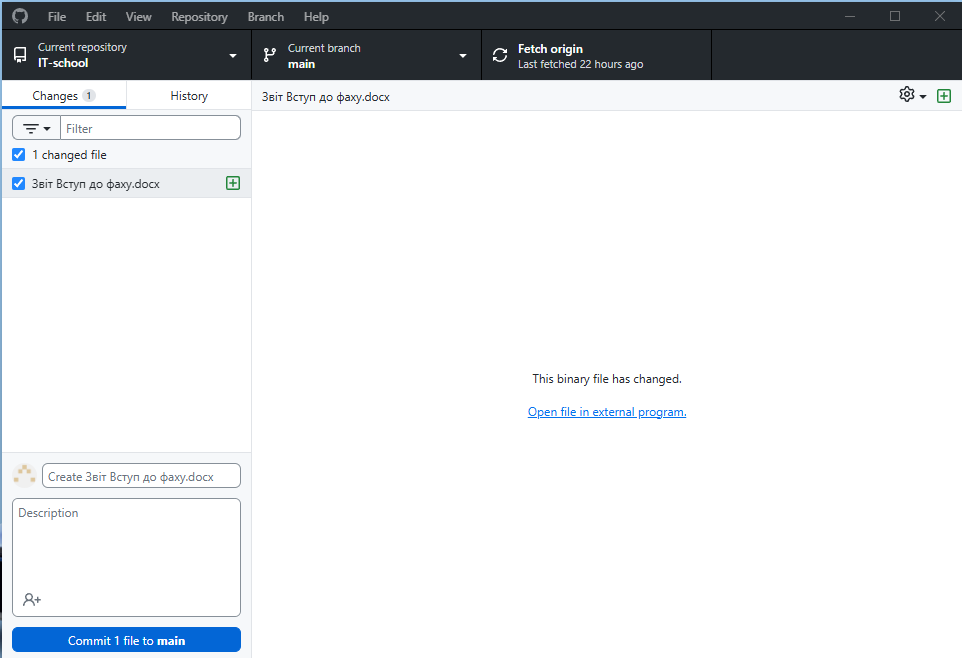 File Edit View Repository Branch Help
Current repository
IT-school
Current branch
main
Fetch origin
Last fetched 22 hours ago
Changes 1
History
Звіт Вступ до фаху.docx
Filter
1 changed file
Звіт Вступ до фаху.docx
This binary file has changed.
Open file in external program.
Create Звіт Вступ до фаху.docx
Description
Commit 1 file to main